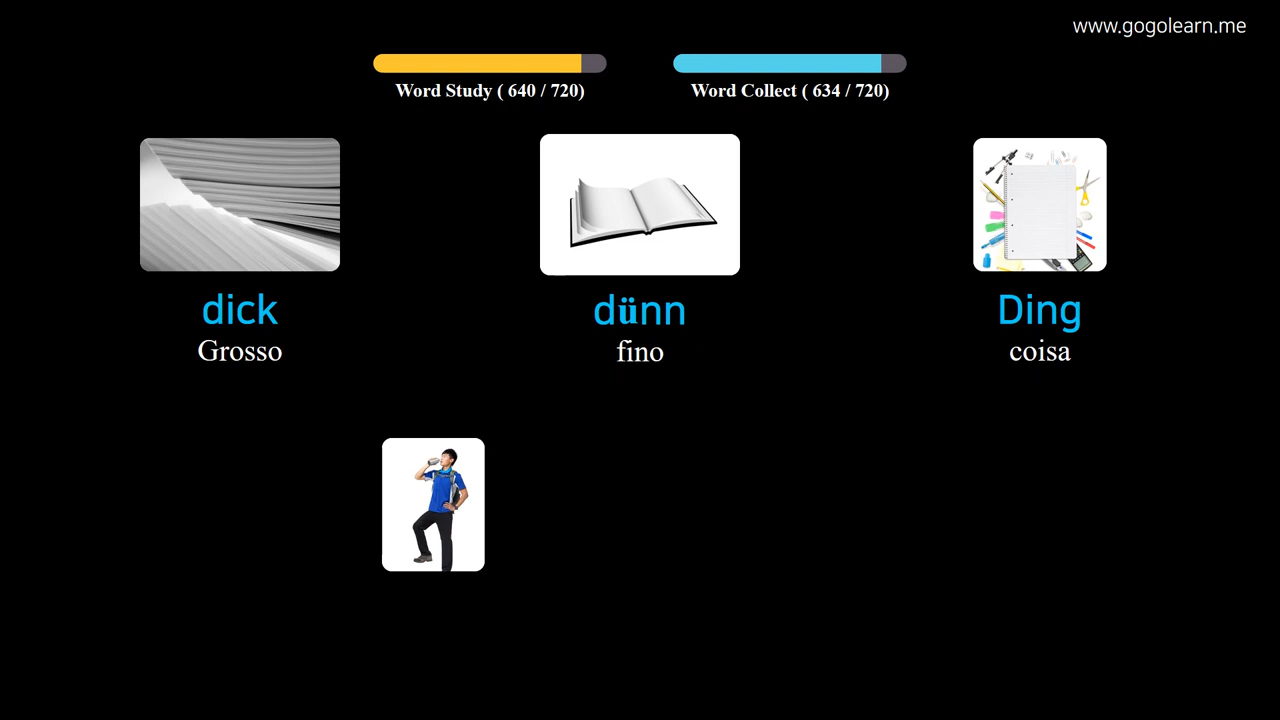 www.gogolearn.me
Word Study ( 640 / 720)
Word Collect ( 634 / 720)
dick
Grosso
dünn
fino
Ding
coisa